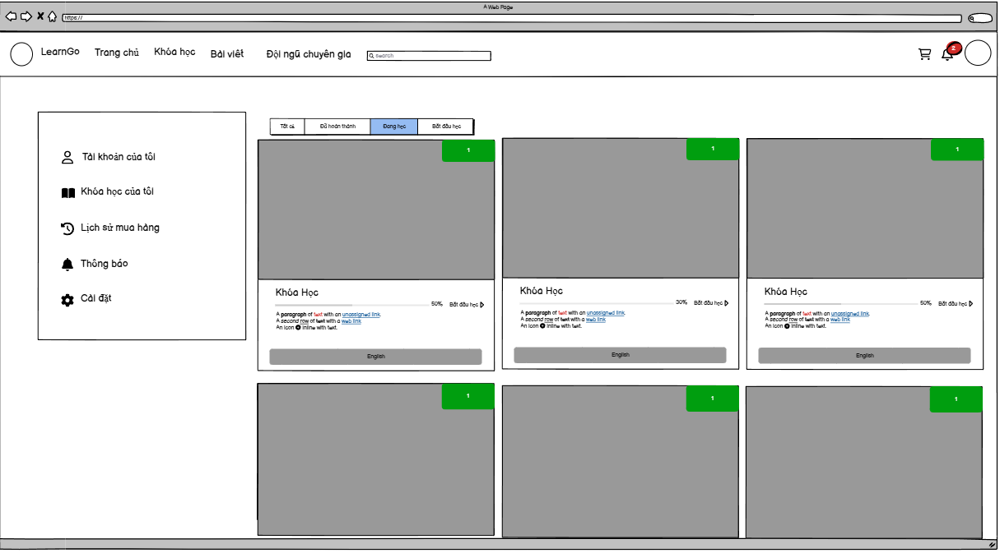 A Web Page
https://
LearnGo Trang chủ Khóa học Bài viết Đội ngũ chuyên gia search 2
Tất cả Đã hoàn thành Đang học Bắt đầu học
Tài khoản của tôi
Khóa học của tôi
Lịch sử mua hàng
Thông báo
Cài đặt
1
Khóa Học
50% Bắt đầu học
A paragraph of text with an unassigned link.
A second row of text with a web link
An icon inline with text.
English
1
Khóa Học
30% Bắt đầu học
A paragraph of text with an unassigned link.
A second row of text with a web link
An icon inline with text.
English
1
Khóa Học
50% Bắt đầu học
A paragraph of text with an unassigned link.
A second row of text with a web link
An icon inline with text.
English
1
1
1